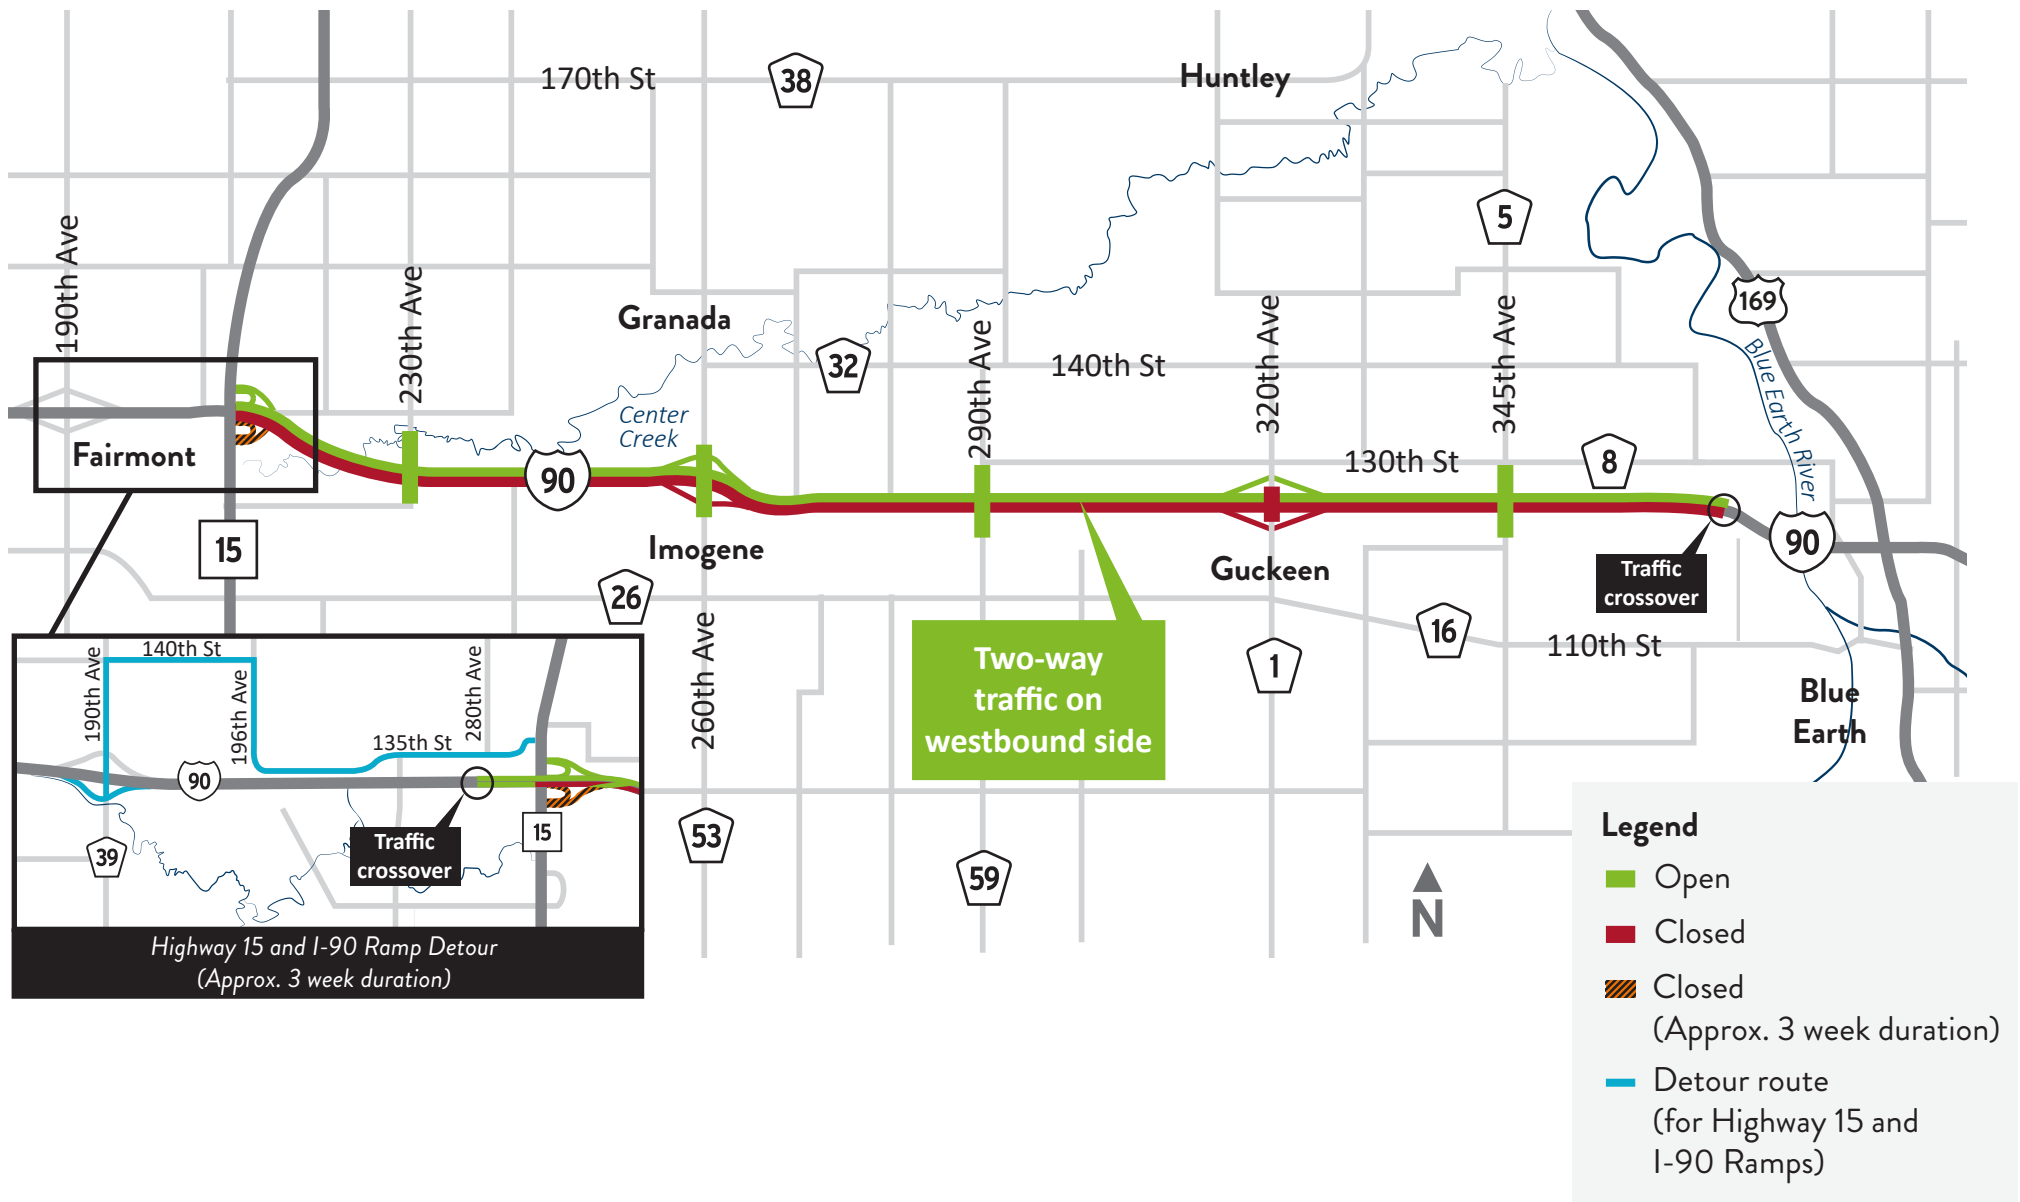 170th St
38
Huntley
190th Ave
5
230th Ave
Granada
169
32
290th Ave
140th St
320th Ave
345th Ave
Blue Earth River
Center
Creek
Fairmont
90
130th St
8
15
Imogene
Guckeen
90
Traffic
crossover
26
260th Ave
16
110th St
1
Two-way
traffic on
westbound side
Blue
Earth
53
59
N
140th St
190th Ave
196th Ave
280th Ave
135th St
90
15
39
Traffic
crossover
Highway 15 and I-90 Ramp Detour
(Approx. 3 week duration)
Legend
Open
Closed
Closed
(Approx. 3 week duration)
Detour route
(for Highway 15 and
I-90 Ramps)